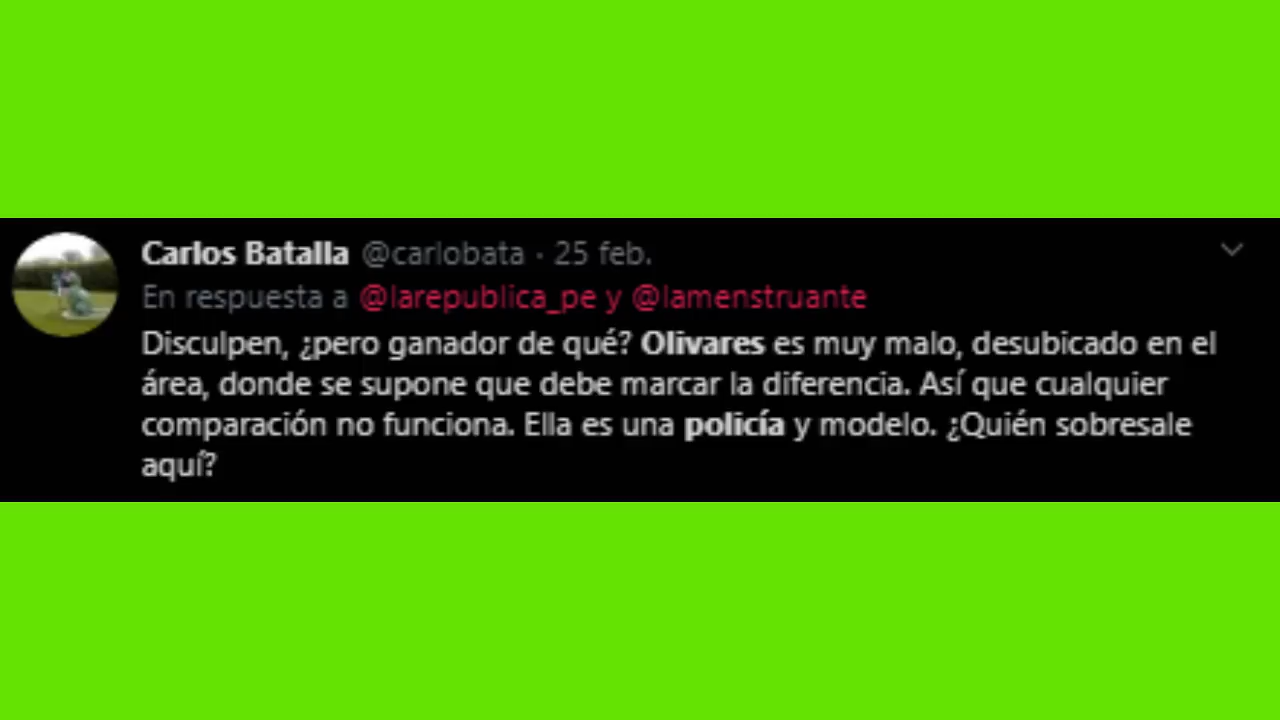 Carlos Batalla @carlobata · 25 feb.
En respuesta a @larepublica_pe y @lamenstruante
Disculpen, ¿pero ganador de qué? Olivares es muy malo, desubicado en el
área, donde se supone que debe marcar la diferencia. Así que cualquier
comparación no funciona. Ella es una policía y modelo. ¿Quién sobresale
aquí?